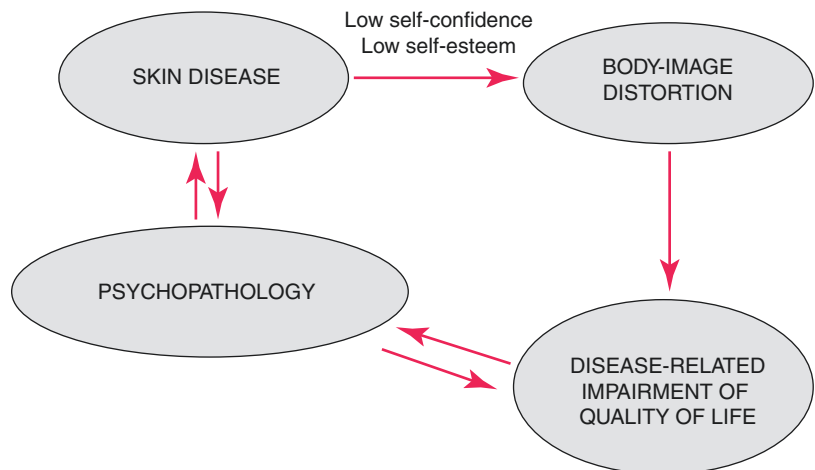 Low self-confidence
Low self-esteem
SKIN DISEASE
BODY-IMAGE
DISTORTION
PSYCHOPATHOLOGY
DISEASE-RELATED
IMPAIRMENT OF
QUALITY OF LIFE